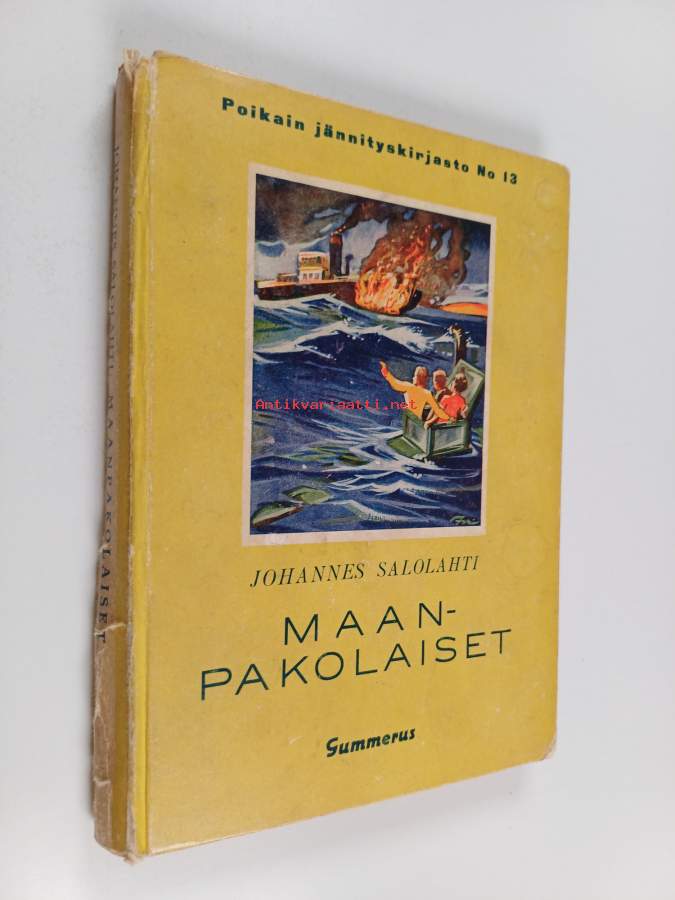 Poikain jännityskirjasto No 13
Antikvariaatti.net
JOHANNES SALOLAHTI
MAAN-
PAKOLAISET
Gummerus
JOHANNES SALOLAHTI MAANPAKOLAISET